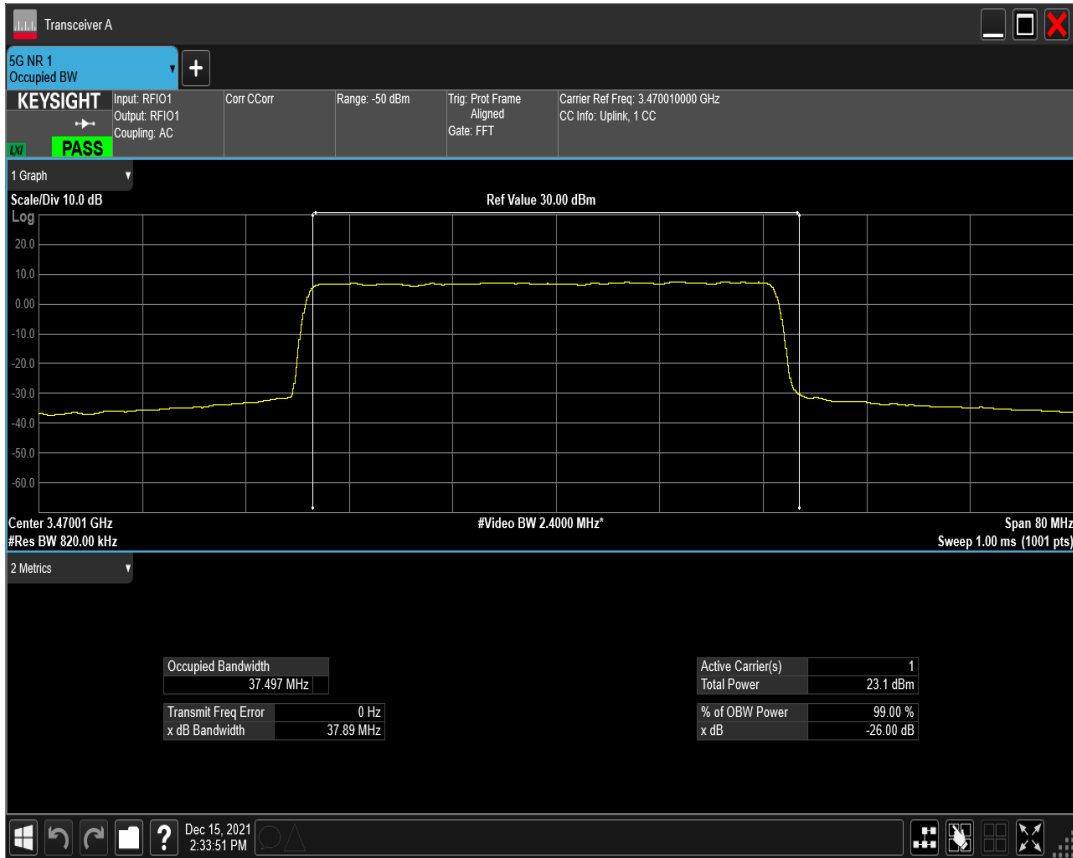 Transceiver A
5G NR 1
Occupied BW
KEYSIGHT
LXI
PASS
Input: RFIO1
Output: RFIO1
Coupling: AC
Corr CCorr
Range: -50 dBm
Trig: Prot Frame
Aligned
Gate: FFT
Carrier Ref Freq: 3.470010000 GHz
CC Info: Uplink, 1 CC
1 Graph
Scale/Div 10.0 dB
Ref Value 30.00 dBm
Log
20.0
10.0
0.00
-10.0
-20.0
-30.0
-40.0
-50.0
-60.0
Center 3.47001 GHz
#Video BW 2.4000 MHz*
Span 80 MHz
#Res BW 820.00 kHz
Sweep 1.00 ms (1001 pts)
2 Metrics
Occupied Bandwidth
37.497 MHz
Transmit Freq Error 0 Hz
x dB Bandwidth 37.89 MHz
Active Carrier(s) 1
Total Power 23.1 dBm
% of OBW Power 99.00 %
x dB -26.00 dB
?
Dec 15, 2021
2:33:51 PM